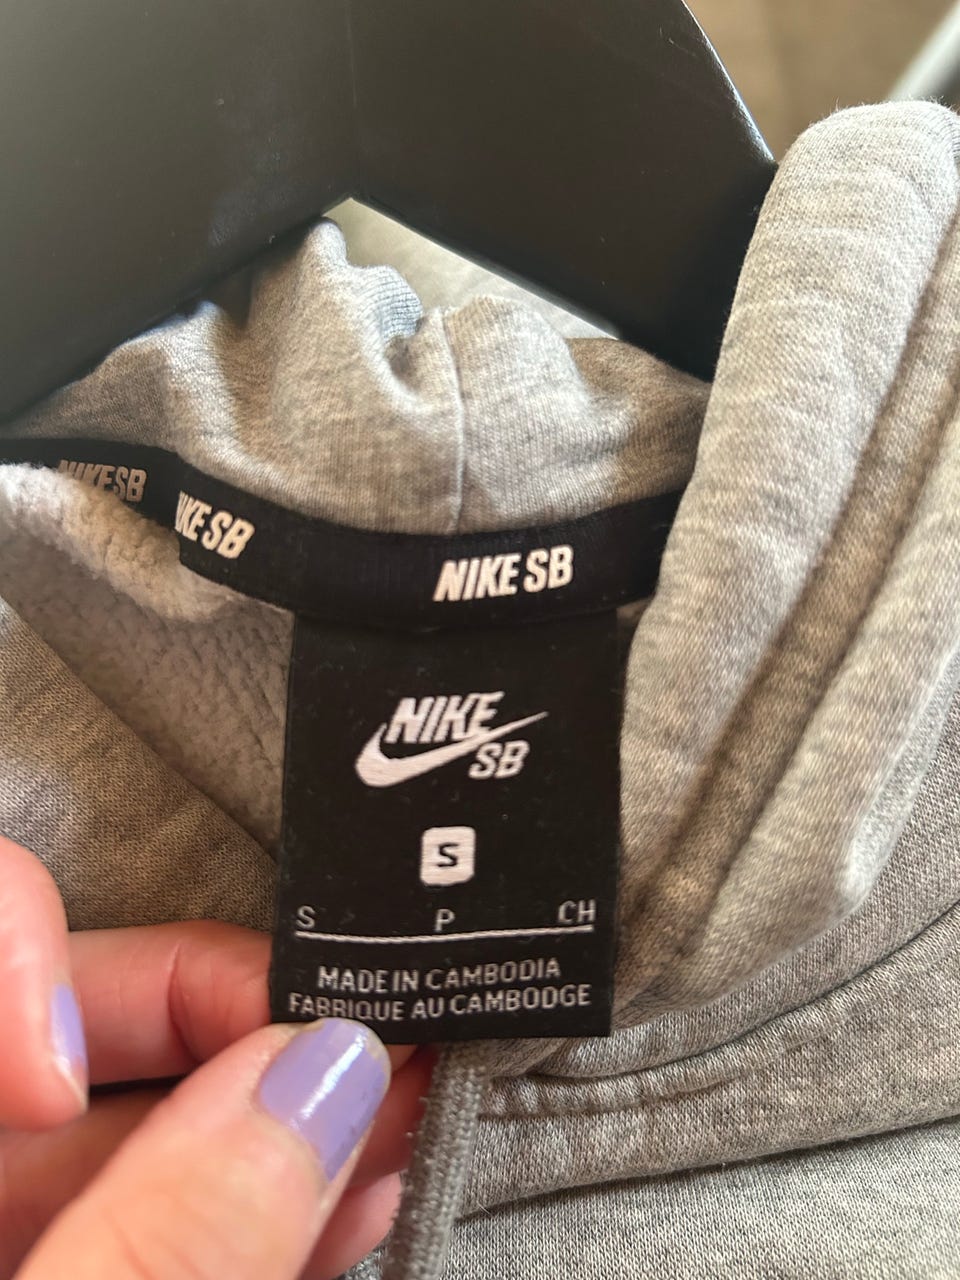 NIKE SB
NIKE SB
NIKE SB
NIKE
SB
S
S P CH
MADE IN CAMBODIA
FABRIQUE AU CAMBODGE